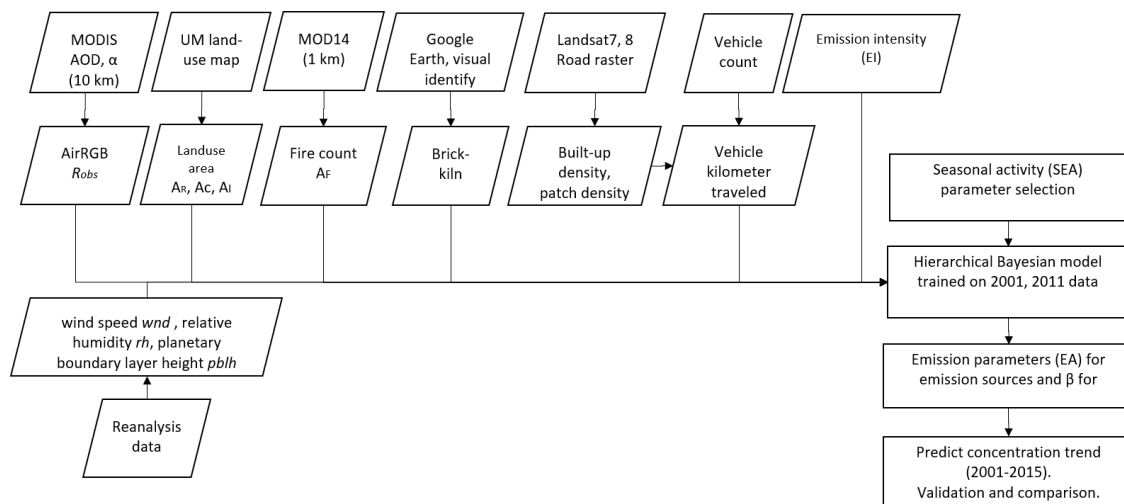 MODIS
AOD, α
(10 km)
UM land-
use map
MOD14
(1 km)
Google
Earth, visual
identify
Landsat7, 8
Road raster
Vehicle
count
Emission intensity
(EI)
AirRGB
Robs
Landuse
area
AR, AC, AI
Fire count
AF
Brick-
kiln
Built-up
density,
patch density
Vehicle
kilometer
traveled
Seasonal activity (SEA)
parameter selection
Hierarchical Bayesian model
trained on 2001, 2011 data
wind speed wnd , relative
humidity rh, planetary
boundary layer height pblh
Emission parameters (EA) for
emission sources and β for
Reanalysis
data
Predict concentration trend
(2001-2015).
Validation and comparison.